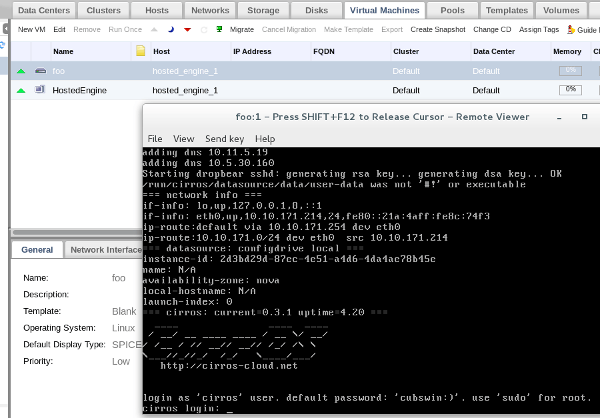 Data Centers Clusters Hosts Networks Storage Disks Virtual Machines Pools Templates Volumes
New VM Edit Remove Run Once Migrate Cancel Migration Make Template Export Create Snapshot Change CD Assign Tags Guide
Name Host IP Address FQDN Cluster Data Center Memory
foo hosted_engine_1 Default Default 0%
HostedEngine hosted_engine_1 Default Default 0%
foo:1 – Press SHIFT+F12 to Release Cursor – Remote Viewer
File View Send key Help
adding dns 10.11.5.19
adding dns 10.5.30.160
Starting dropbear sshd: generating rsa key... generating dsa key... OK
/run/cirros/datasource/data/user-data was not '#!' or executable
=== network info ===
if-info: lo,up,127.0.0.1,8,::1
if-info: eth0,up,10.10.171.214,24,fe80::21a:4aff:fe8c:74f3
ip-route:default via 10.10.171.254 dev eth0
ip-route:10.10.171.0/24 dev eth0 src 10.10.171.214
=== datasource: configdrive local ===
instance-id: 2d3bd29d-87ec-4c51-a4d6-4da4ac78b45e
name: N/A
availability-zone: nova
local-hostname: N/A
launch-index: 0
=== cirros: current=0.3.1 uptime=4.20 ===
http://cirros-cloud.net
login as 'cirros' user. default password: 'cubswin:)'. use 'sudo' for root.
cirros login: _
General Network Interface
Name: foo
Description:
Template: Blank
Operating System: Linux
Default Display Type: SPICE
Priority: Low